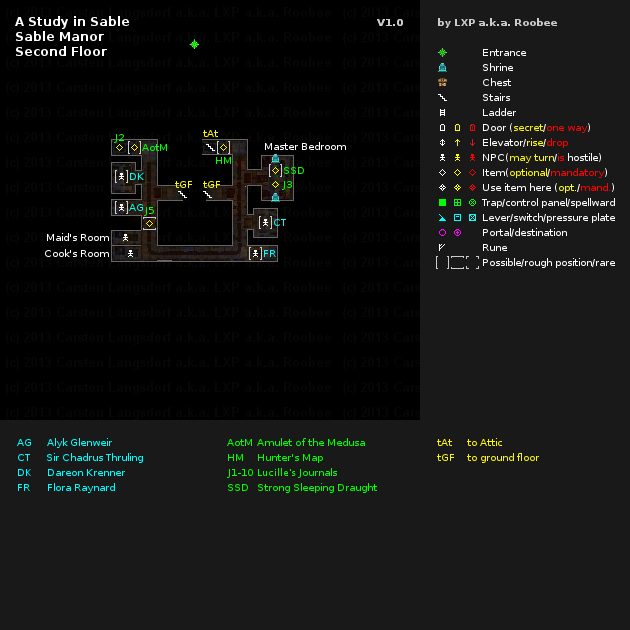 A Study in Sable
Sable Manor
Second Floor
V1.0
by LXP a.k.a. Roobee
Entrance
Shrine
Chest
Stairs
Ladder
Door (secret/one way)
Elevator/rise/drop
NPC(may turn/is hostile)
Item(optional/mandatory)
Use item here (opt./mand.)
Trap/control panel/spellward
Lever/switch/pressure plate
Portal/destination
Rune
Possible/rough position/rare
J2
AotM
tAt
HM
Master Bedroom
DK
SSD
tGF
tGF
J3
AG
J5
CT
Maid's Room
Cook's Room
FR
AG Alyk Glenweir
CT Sir Chadrus Thruling
DK Dareon Krenner
FR Flora Raynard
AotM Amulet of the Medusa
HM Hunter's Map
J1-10 Lucille's Journals
SSD Strong Sleeping Draught
tAt to Attic
tGF to ground floor